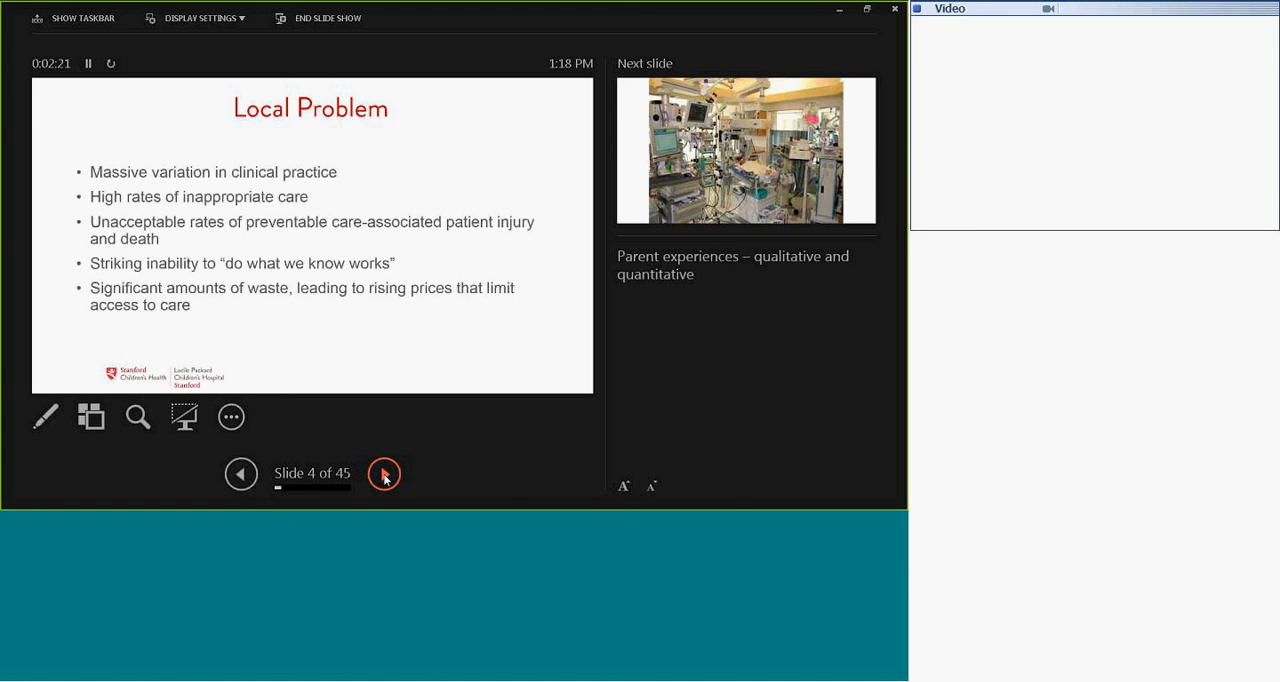 SHOW TASKBAR
DISPLAY SETTINGS ▼
END SLIDE SHOW
Video
0:02:21
1:18 PM
Local Problem
• Massive variation in clinical practice
• High rates of inappropriate care
• Unacceptable rates of preventable care-associated patient injury
and death
• Striking inability to “do what we know works”
• Significant amounts of waste, leading to rising prices that limit
access to care
Stanford
Children's Health
Lucile Packard
Children's Hospital
Stanford
Slide 4 of 45
Next slide
Parent experiences – qualitative and
quantitative
A
A